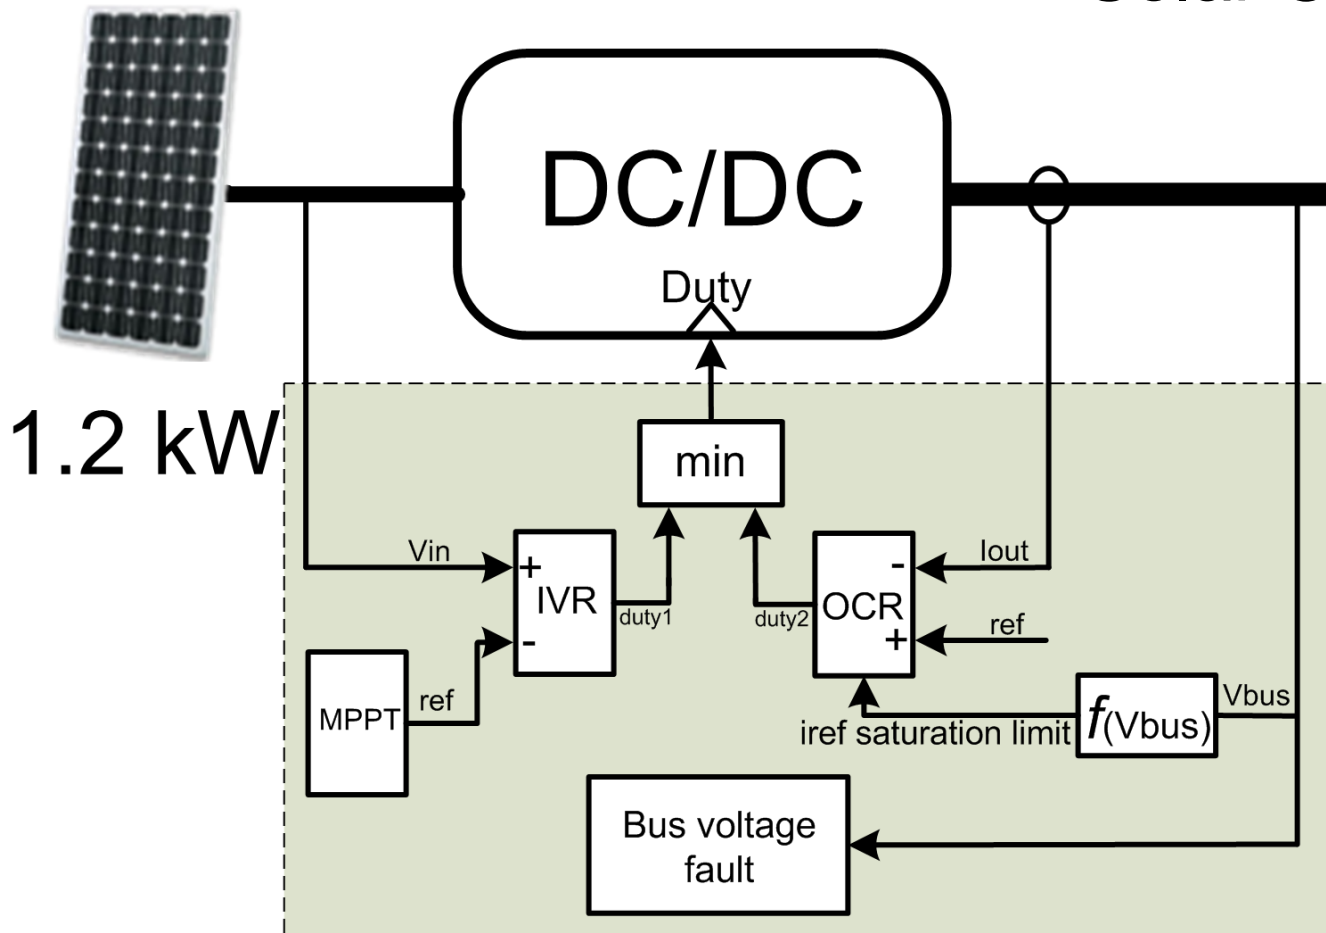 DC/DC
Duty
1.2 kW
min
Vin
+
IVR
-
duty1
duty2
-
OCR
+
Iout
ref
MPPT
ref
iref saturation limit
f(Vbus)
Vbus
Bus voltage
fault